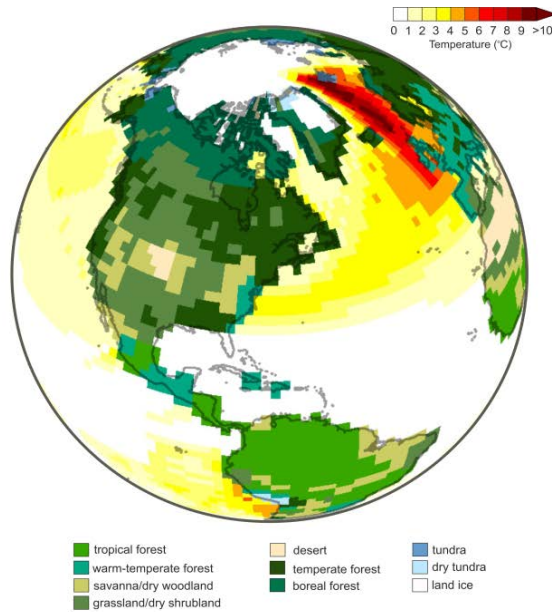 0 1 2 3 4 5 6 7 8 9 >10
Temperature (°C)
tropical forest
warm-temperate forest
savanna/dry woodland
grassland/dry shrubland
desert
temperate forest
boreal forest
tundra
dry tundra
land ice